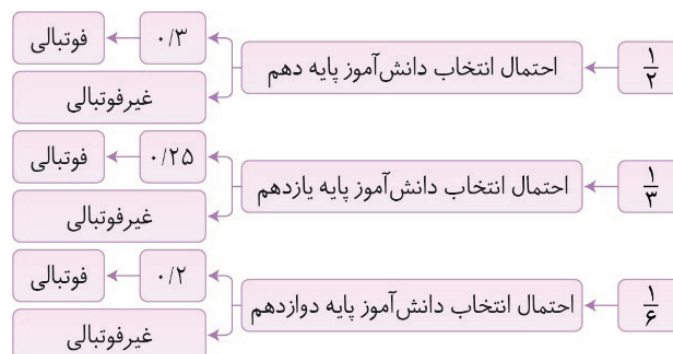 ۱/۲ احتمال انتخاب دانش‌آموز پایه دهم ۰/۳ فوتبالی
غیرفوتبالی
۱/۳ احتمال انتخاب دانش‌آموز پایه یازدهم ۰/۲۵ فوتبالی
غیرفوتبالی
۱/۶ احتمال انتخاب دانش‌آموز پایه دوازدهم ۰/۲ فوتبالی
غیرفوتبالی